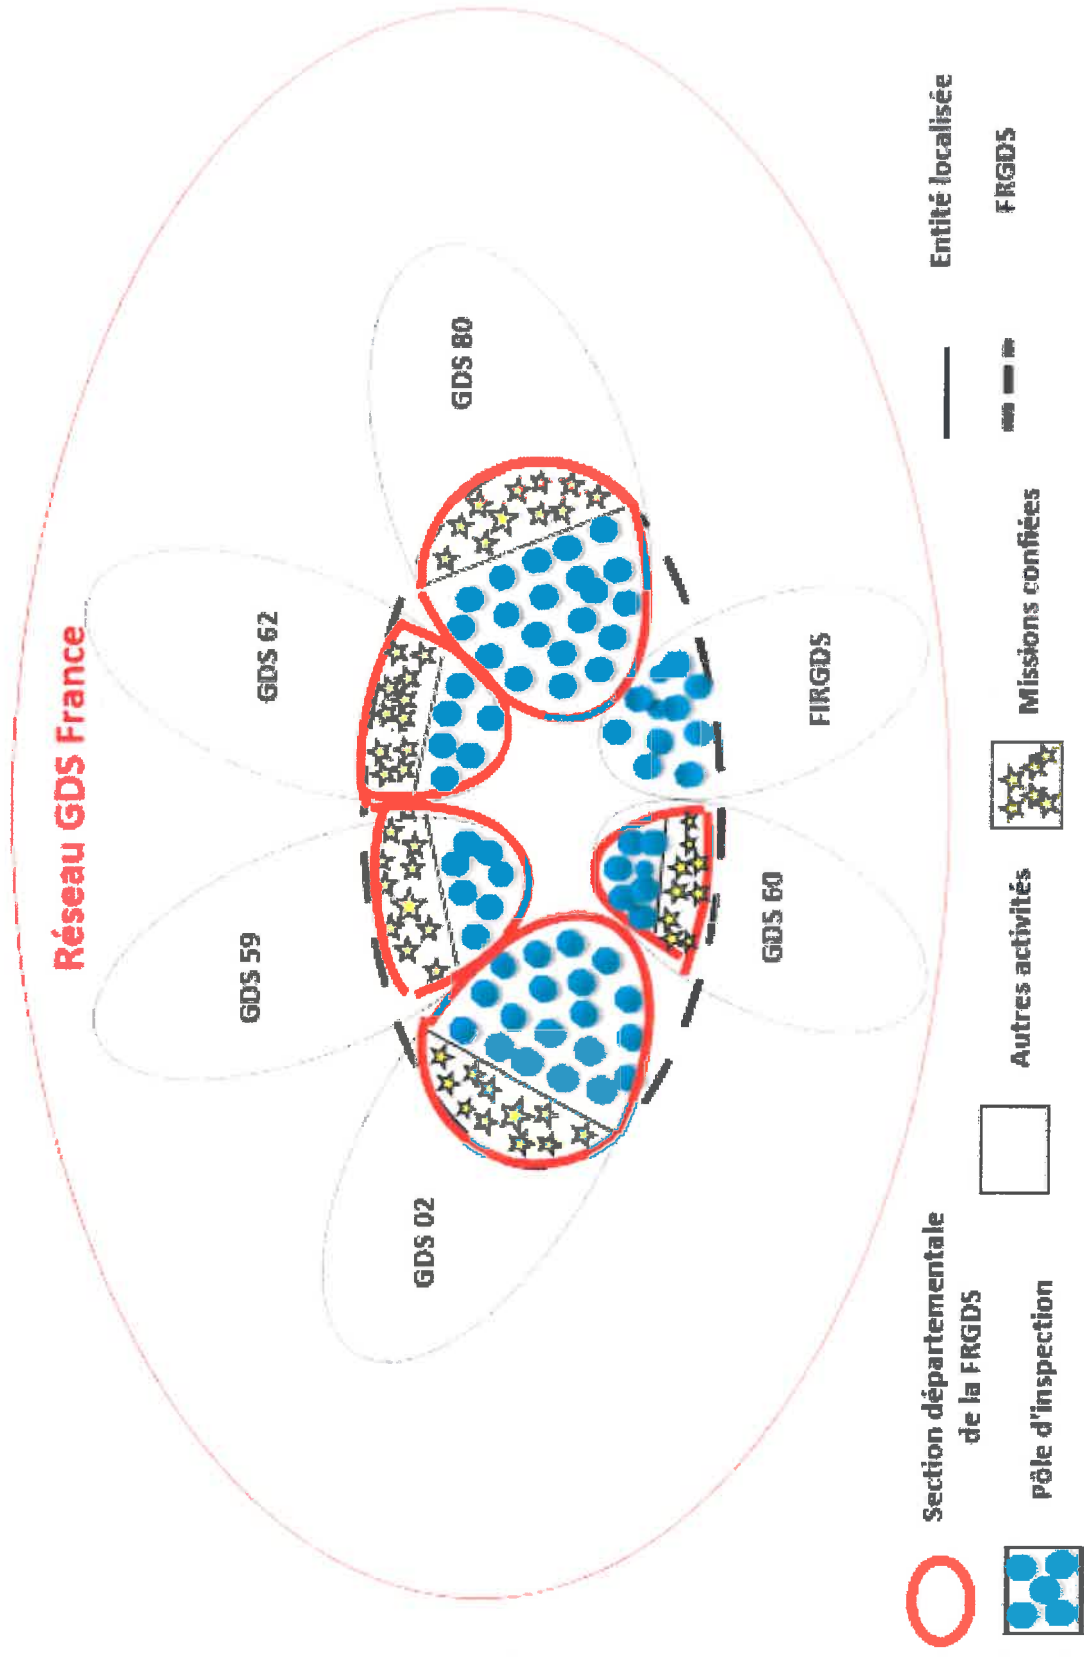 Réseau GDS France
GDS 59
GDS 62
GDS 02
GDS 80
GDS 60
FIRGDS
Section départementale
de la FRGDS
Entité localisée
Pôle d'inspection
Autres activités
Missions confiées
FRGDS